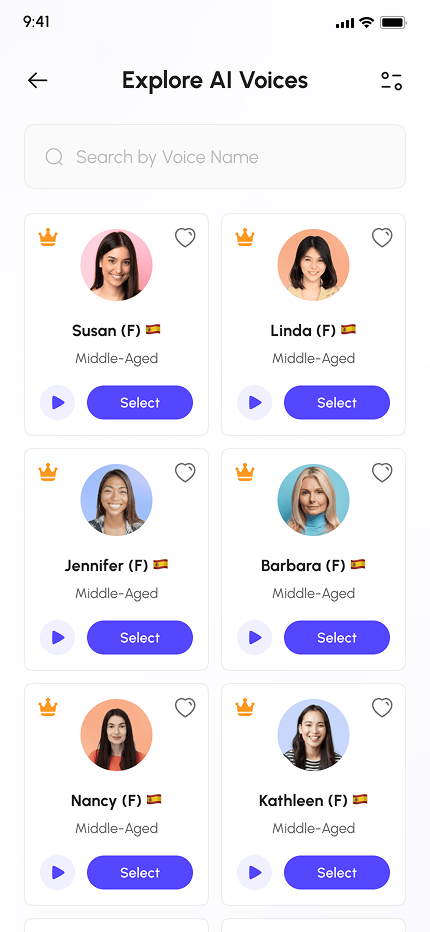 9:41
Explore AI Voices
Search by Voice Name
Susan (F) 🇪🇸
Linda (F) 🇪🇸
Middle-Aged
Middle-Aged
Select
Select
Jennifer (F) 🇪🇸
Barbara (F) 🇪🇸
Middle-Aged
Middle-Aged
Select
Select
Nancy (F) 🇪🇸
Kathleen (F) 🇪🇸
Middle-Aged
Middle-Aged
Select
Select